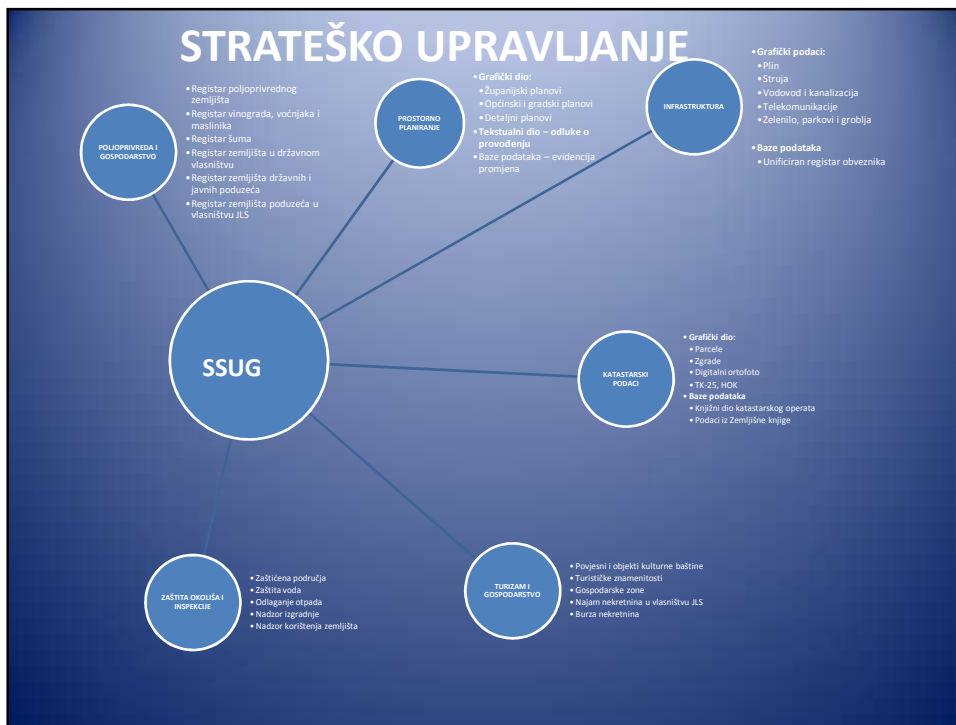 STRATEŠKO UPRAVLJANJE
POLJOPRIVREDA I
GOSPODARSTVO
•Registar poljoprivrednog
zemljišta
•Registar vinograda, voćnjaka i
maslinika
•Registar šuma
•Registar zemljišta u državnom
vlasništvu
•Registar zemljišta državnih i
javnih poduzeća
•Registar zemjlišta poduzeća u
vlasništvu JLS
PROSTORNO
PLANIRANJE
•Grafički dio:
•Županijski planovi
•Općinski i gradski planovi
•Detaljni planovi
•Tekstualni dio – odluke o
provođenju
•Baze podataka – evidencija
promjena
INFRASTRUKTURA
•Grafički podaci:
•Plin
•Struja
•Vodovod i kanalizacija
•Telekomunikacije
•Zelenilo, parkovi i groblja
•Baze podataka
•Unificiran registar obveznika
SSUG
KATASTARSKI
PODACI
•Grafički dio:
•Parcele
•Zgrade
•Digitalni ortofoto
•TK-25, HOK
•Baze podataka
•Knjižni dio katastarskog operata
•Podaci iz Zemljišne knjige
ZAŠTITA OKOLIŠA I
INSPEKCIJE
•Zaštićena područja
•Zaštita voda
•Odlaganje otpada
•Nadzor izgradnje
•Nadzor korištenja zemljišta
TURIZAM I
GOSPODARSTVO
•Povjesni i objekti kulturne baštine
•Turističke znamenitosti
•Gospodarske zone
•Najam nekretnina u vlasništvu JLS
•Burza nekretnina